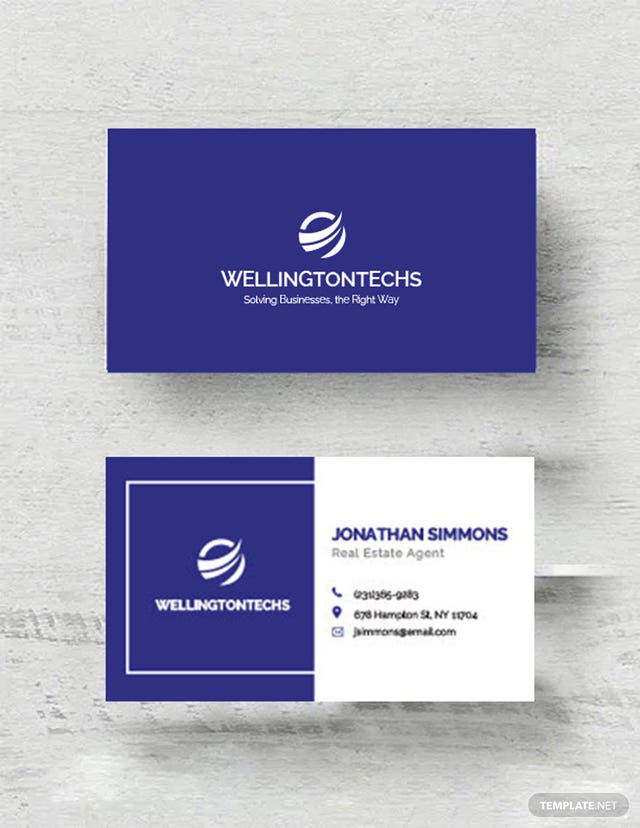 WELLINGTONTECHS
Solving Businesses, the Right Way
WELLINGTONTECHS
JONATHAN SIMMONS
Real Estate Agent
(231)365-9283
678 Hampton St, NY 11704
jsimmons@email.com
TEMPLATE.NET